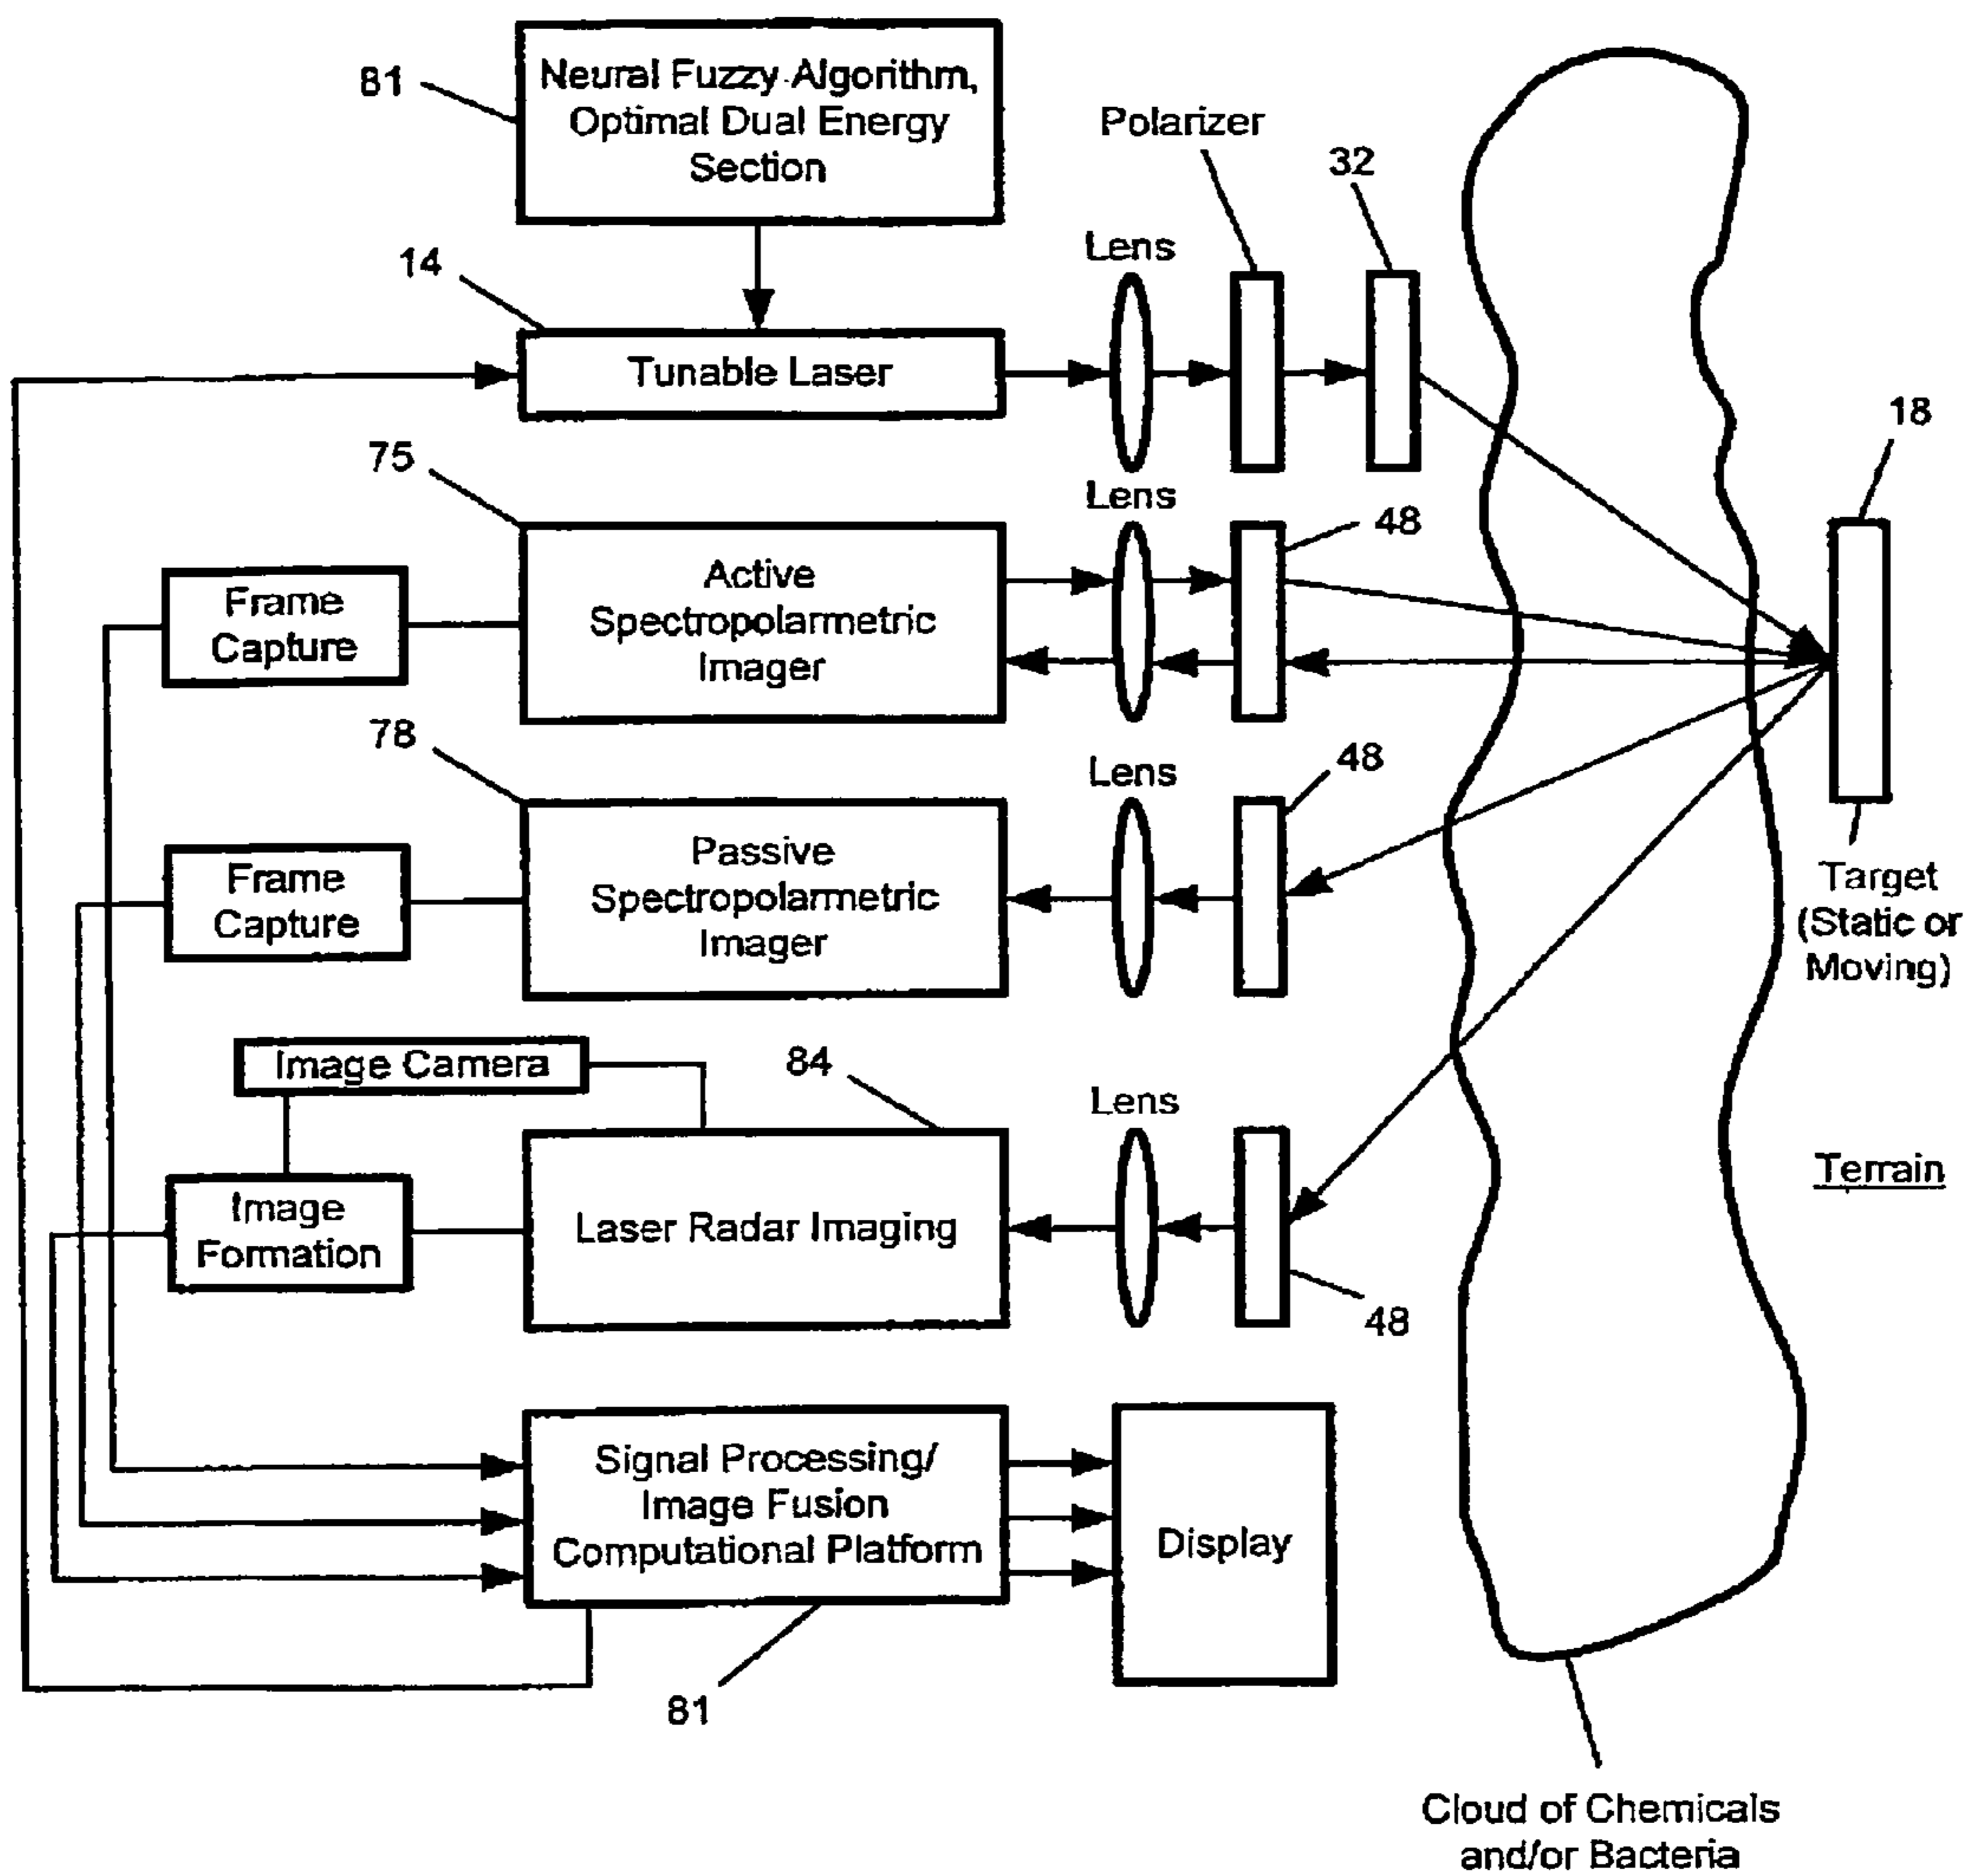 81
Neural Fuzzy Algorithm,
Optimal Dual Energy
Section
Polarizer
32
14
Lens
Tunable Laser
18
75
Lens
48
Active
Spectropolarmetric
Imager
Frame
Capture
78
Lens
48
Passive
Spectropolarmetric
Imager
Frame
Capture
Target
(Static or
Moving)
Image Camera
84
Lens
Terrain
Image
Formation
Laser Radar Imaging
48
Signal Processing/
Image Fusion
Computational Platform
Display
81
Cloud of Chemicals
and/or Bacteria